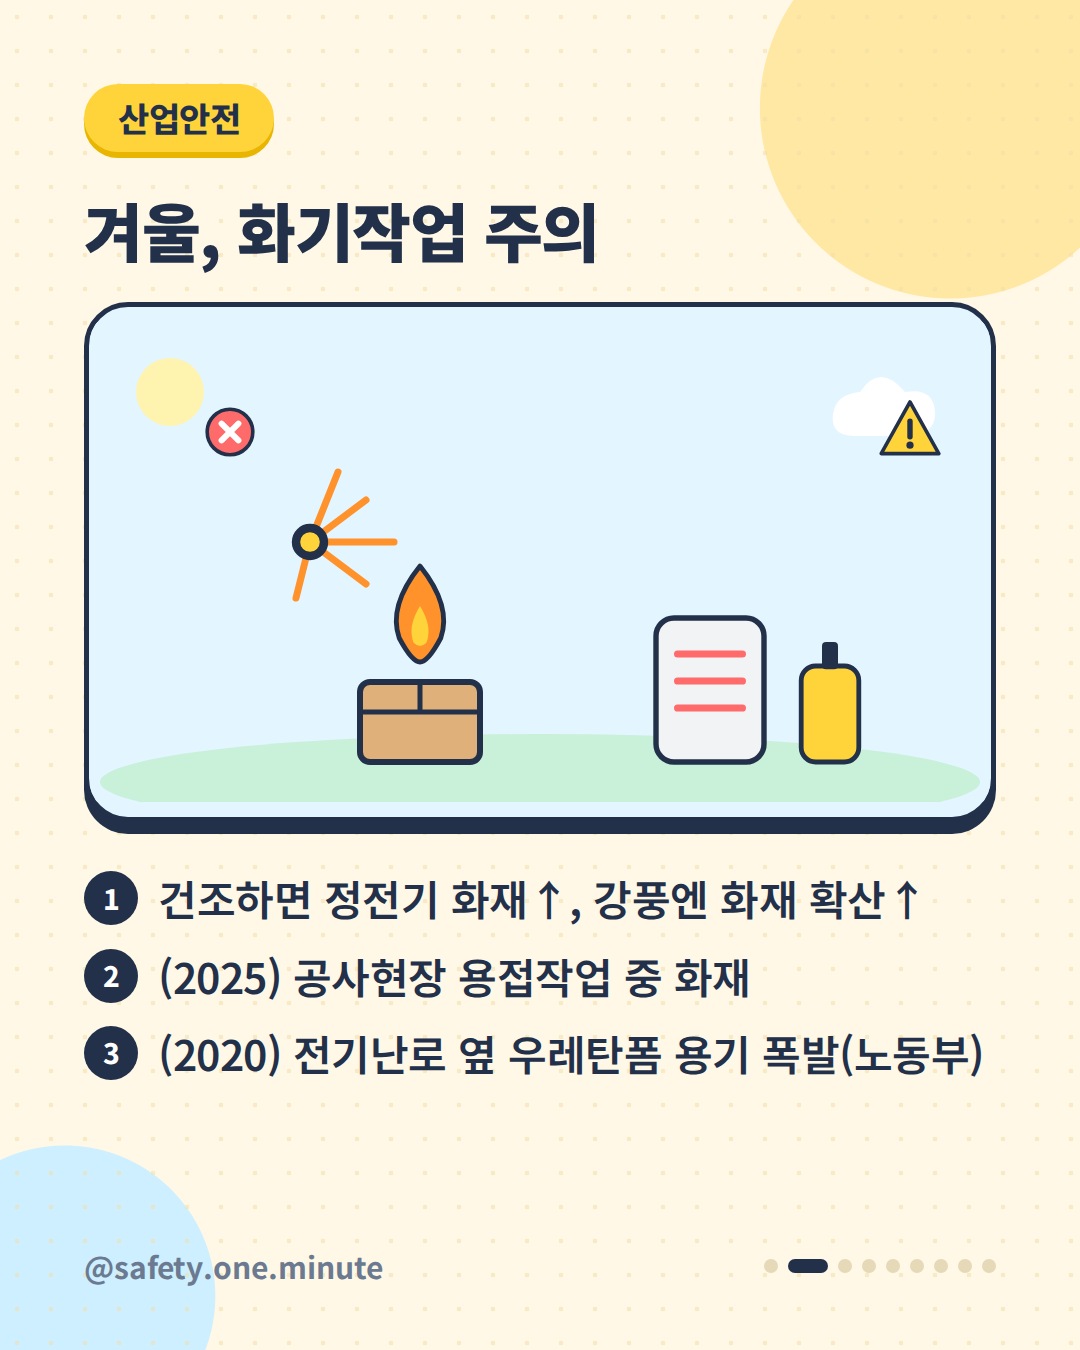 산업안전
겨울, 화기작업 주의
1 건조하면 정전기 화재↑, 강풍엔 화재 확산↑
2 (2025) 공사현장 용접작업 중 화재
3 (2020) 전기난로 옆 우레탄폼 용기 폭발(노동부)
@safety.one.minute